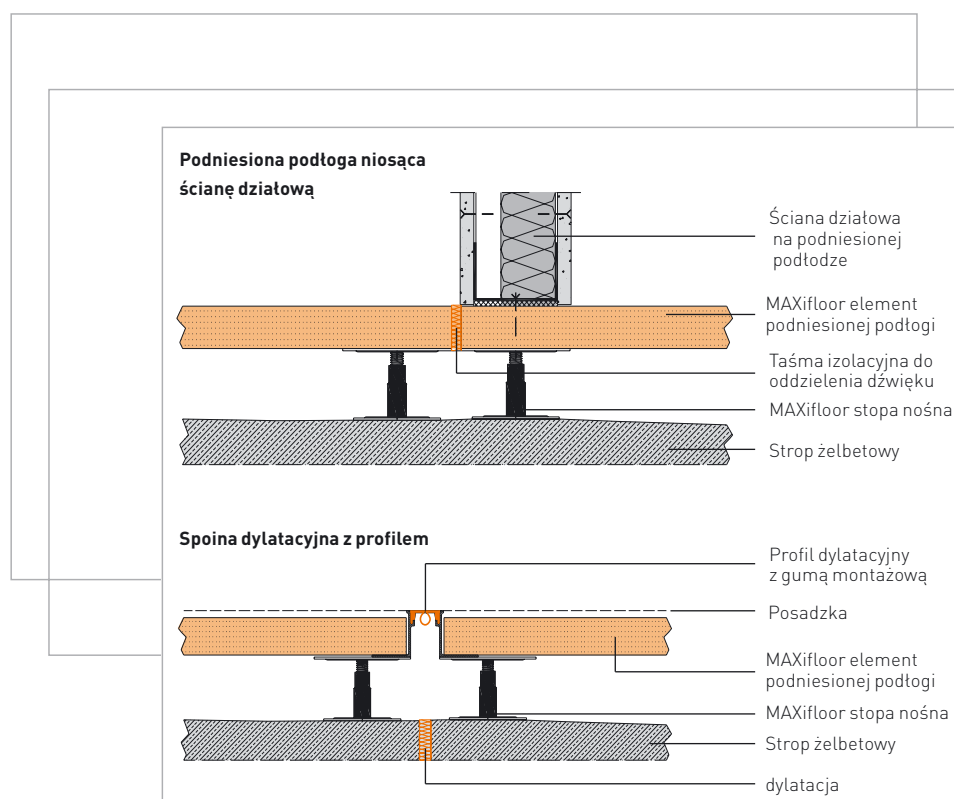 Podniesiona podłoga niosąca
ścianę działową
Ściana działowa
na podniesionej
podłodze
MAXifloor element
podniesionej podłogi
Taśma izolacyjna do
oddzielenia dźwięku
MAXifloor stopa nośna
Strop żelbetowy
Spoina dylatacyjna z profilem
Profil dylatacyjny
z gumą montażową
Posadzka
MAXifloor element
podniesionej podłogi
MAXifloor stopa nośna
Strop żelbetowy
dylatacja